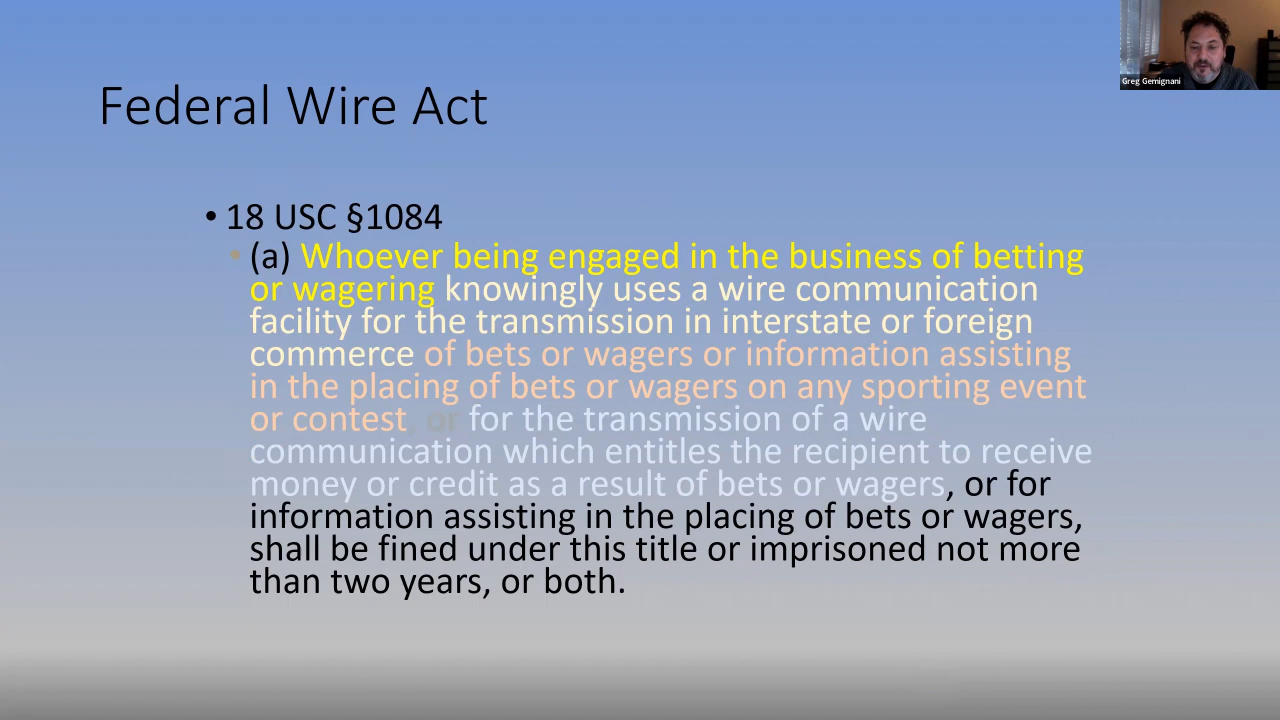 Greg Gemignani
Federal Wire Act
• 18 USC §1084
• (a) Whoever being engaged in the business of betting
or wagering knowingly uses a wire communication
facility for the transmission in interstate or foreign
commerce of bets or wagers or information assisting
in the placing of bets or wagers on any sporting event
or contest, or for the transmission of a wire
communication which entitles the recipient to receive
money or credit as a result of bets or wagers, or for
information assisting in the placing of bets or wagers,
shall be fined under this title or imprisoned not more
than two years, or both.